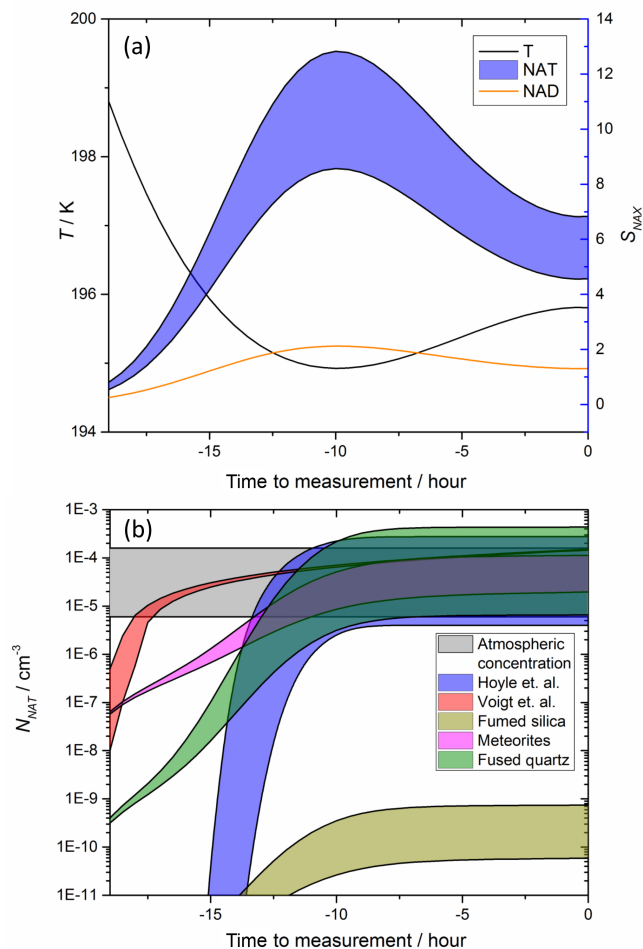 (a)
T
NAT
NAD
200
198
196
194
T / K
14
12
10
8
6
4
2
0
S_NAX
-15
-10
-5
0
Time to measurement / hour
(b)
1E-3
1E-4
1E-5
1E-6
1E-7
1E-8
1E-9
1E-10
1E-11
N_NAT / cm⁻³
Atmospheric
concentration
Hoyle et. al.
Voigt et. al.
Fumed silica
Meteorites
Fused quartz
-15
-10
-5
0
Time to measurement / hour